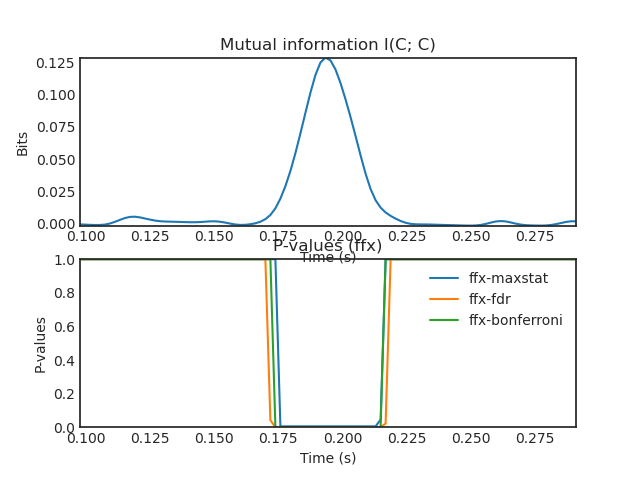 Mutual information I(C; C)
0.125
0.100
0.075
0.050
0.025
0.000
Bits
0.100 0.125 0.150 0.175 0.200 0.225 0.250 0.275
Time (s)
P-values (ffx)
1.0
0.8
0.6
0.4
0.2
0.0
P-values
ffx-maxstat
ffx-fdr
ffx-bonferroni
0.100 0.125 0.150 0.175 0.200 0.225 0.250 0.275
Time (s)